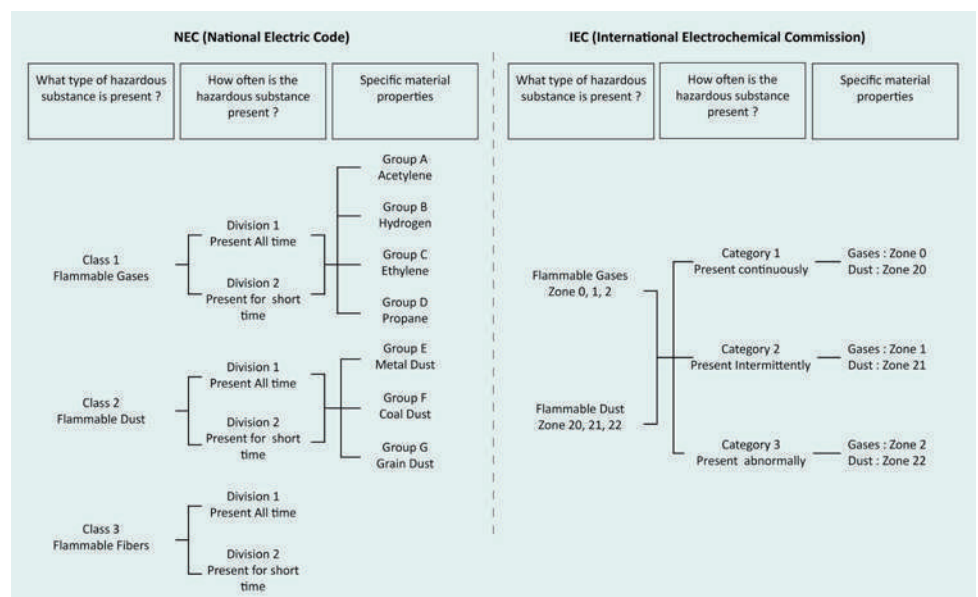 NEC (National Electric Code)
What type of hazardous
substance is present ?
How often is the
hazardous substance
present ?
Specific material
properties
Class 1
Flammable Gases
Division 1
Present All time
Division 2
Present for short
time
Group A
Acetylene
Group B
Hydrogen
Group C
Ethylene
Group D
Propane
Class 2
Flammable Dust
Division 1
Present All time
Division 2
Present for short
time
Group E
Metal Dust
Group F
Coal Dust
Group G
Grain Dust
Class 3
Flammable Fibers
Division 1
Present All time
Division 2
Present for short
time
IEC (International Electrochemical Commission)
What type of hazardous
substance is present ?
How often is the
hazardous substance
present ?
Specific material
properties
Flammable Gases
Zone 0, 1, 2
Flammable Dust
Zone 20, 21, 22
Category 1
Present continuously
Gases : Zone 0
Dust : Zone 20
Category 2
Present Intermittently
Gases : Zone 1
Dust : Zone 21
Category 3
Present abnormally
Gases : Zone 2
Dust : Zone 22